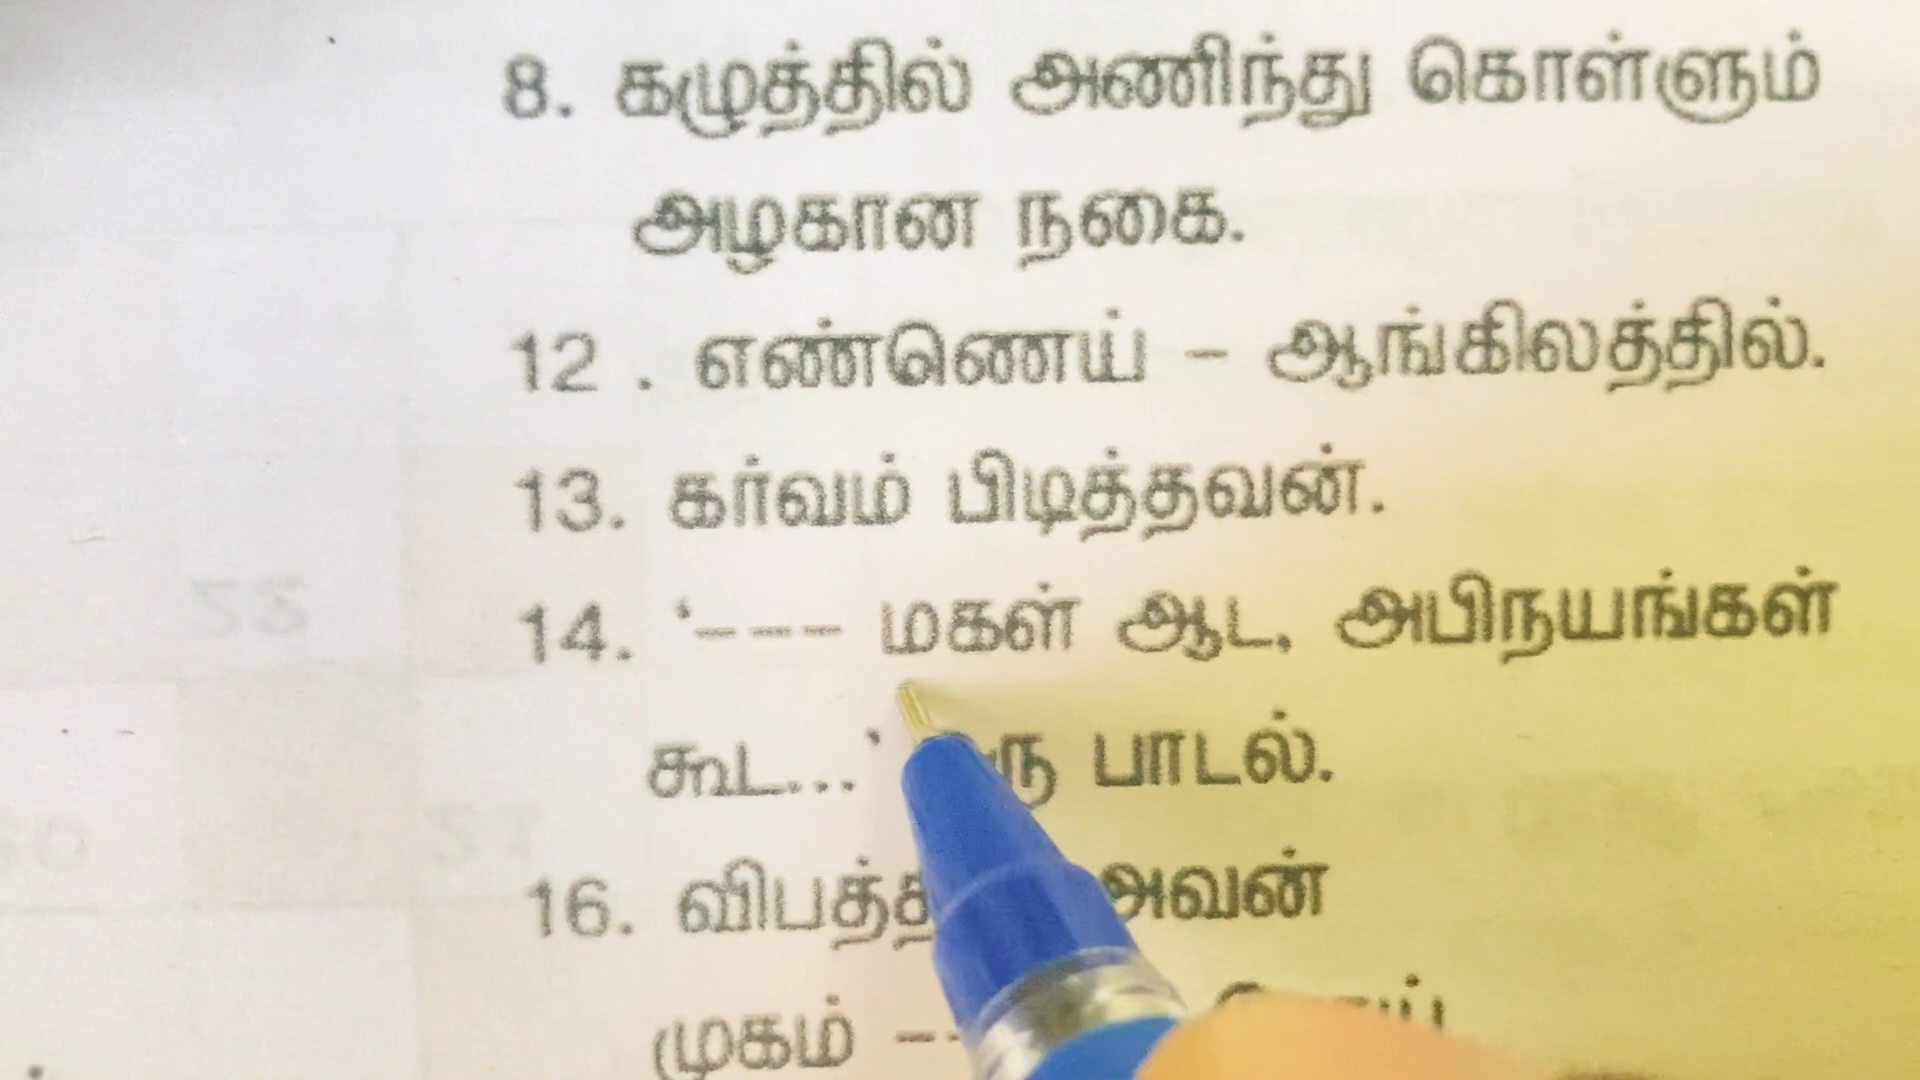 8. கழுத்தில் அணிந்து கொள்ளும்
அழகான நகை.
12 . எண்ணெய் – ஆங்கிலத்தில்.
13. கர்வம் பிடித்தவன்.
14. '--- மகள் ஆட, அபிநயங்கள்
கூட...' பாடல்.
16. அவன்
முகம்